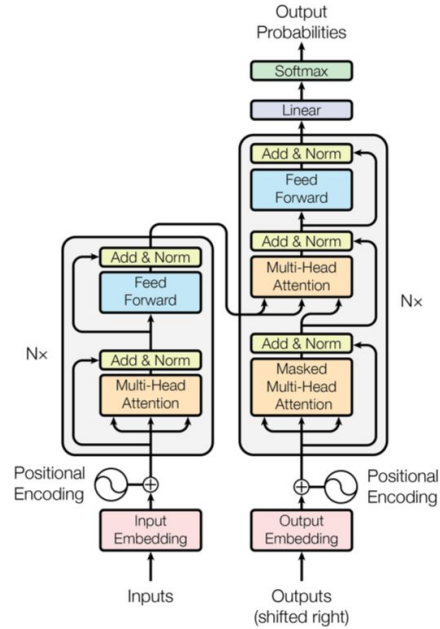 Output
Probabilities
Softmax
Linear
Add & Norm
Feed
Forward
Add & Norm
Multi-Head
Attention
Add & Norm
Masked
Multi-Head
Attention
Nx
Add & Norm
Feed
Forward
Add & Norm
Multi-Head
Attention
Nx
Positional
Encoding
Positional
Encoding
Input
Embedding
Output
Embedding
Inputs
Outputs
(shifted right)